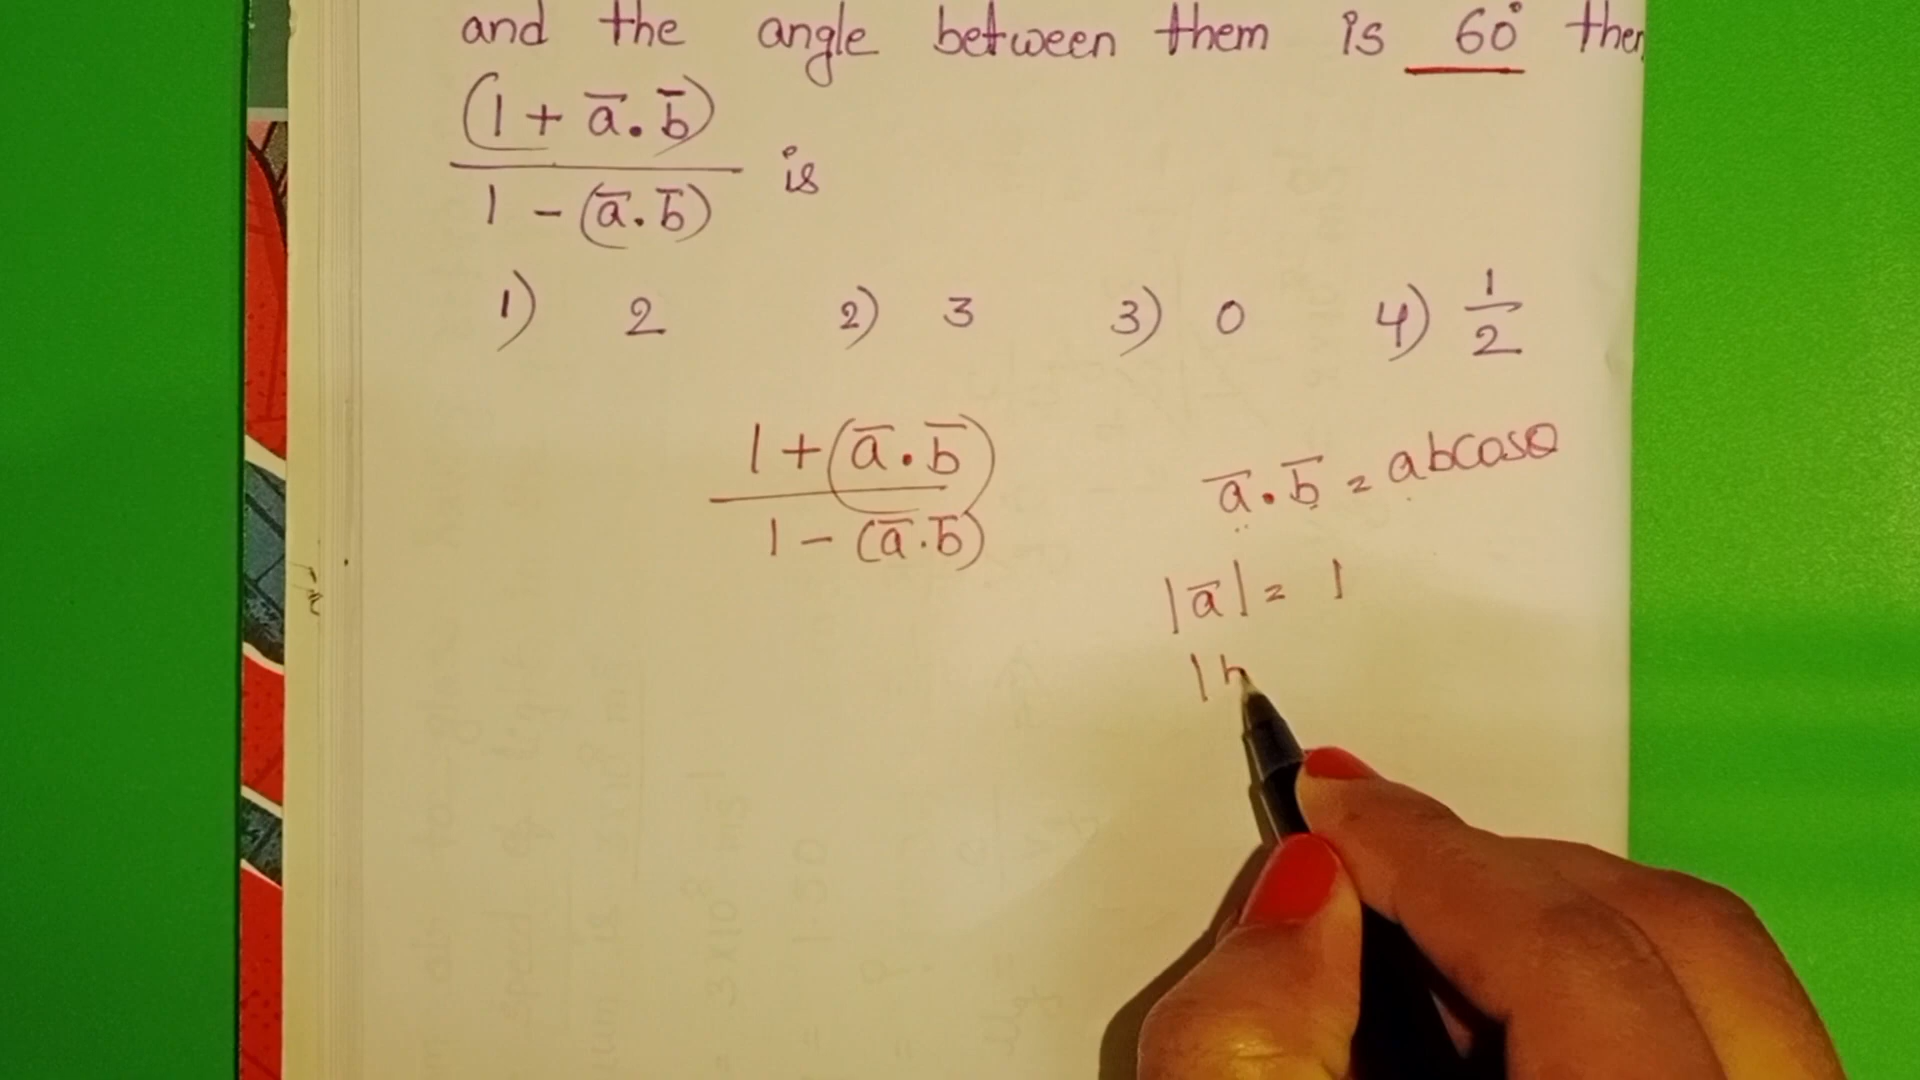 and the angle between them is 60° then
(1 + a̅.b̅)
1 - (a̅.b̅)
is
1) 2 2) 3 3) 0 4) 1/2
1 + (a̅.b̅)
1 - (a̅.b̅)
a̅.b̅ = abcosθ
|a̅| = 1
|b